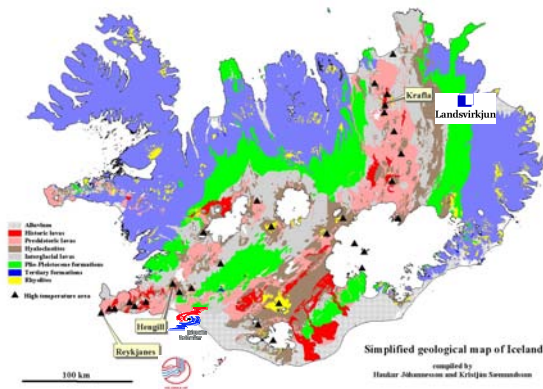 Krafla
Landsvirkjun
Alluvium
Historic lavas
Prehistoric lavas
Hyaloclastites
Interglacial lavas
Plio Pleistocene formations
Tertiary formations
Rhyolites
High temperature area
Hengill
Reykjanes
100 km
Simplified geological map of Iceland
compiled by
Haukur Jóhannesson and Kristján Sæmundsson